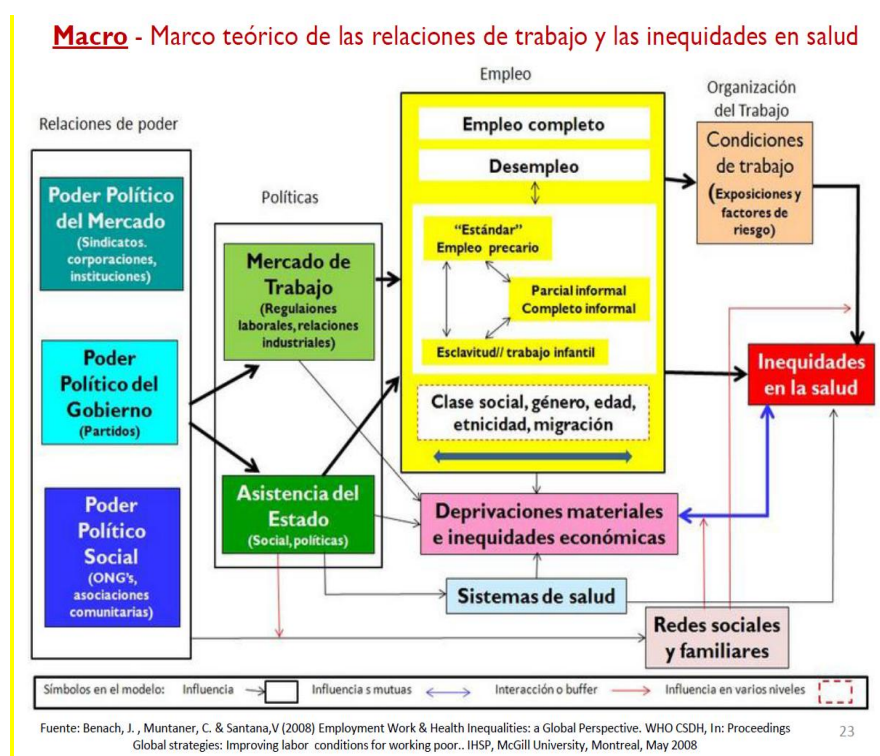 Macro - Marco teórico de las relaciones de trabajo y las inequidades en salud
Relaciones de poder
Poder Político
del Mercado
(Sindicatos.
corporaciones,
instituciones)
Poder
Político del
Gobierno
(Partidos)
Poder
Político
Social
(ONG's,
asociaciones
comunitarias)
Políticas
Mercado de
Trabajo
(Regulaiones
laborales, relaciones
industriales)
Asistencia del
Estado
(Social, políticas)
Empleo
Empleo completo
Desempleo
“Estándar”
Empleo precario
Parcial informal
Completo informal
Esclavitud// trabajo infantil
Clase social, género, edad,
etnicidad, migración
Organización
del Trabajo
Condiciones
de trabajo
(Exposiciones y
factores de
riesgo)
Inequidades
en la salud
Deprivaciones materiales
e inequidades económicas
Sistemas de salud
Redes sociales
y familiares
Símbolos en el modelo: Influencia Influencia s mutuas Interacción o buffer Influencia en varios niveles
Fuente: Benach, J. , Muntaner, C. & Santana,V (2008) Employment Work & Health Inequalities: a Global Perspective. WHO CSDH, In: Proceedings
Global strategies: Improving labor conditions for working poor.. IHSP, McGill University, Montreal, May 2008
23